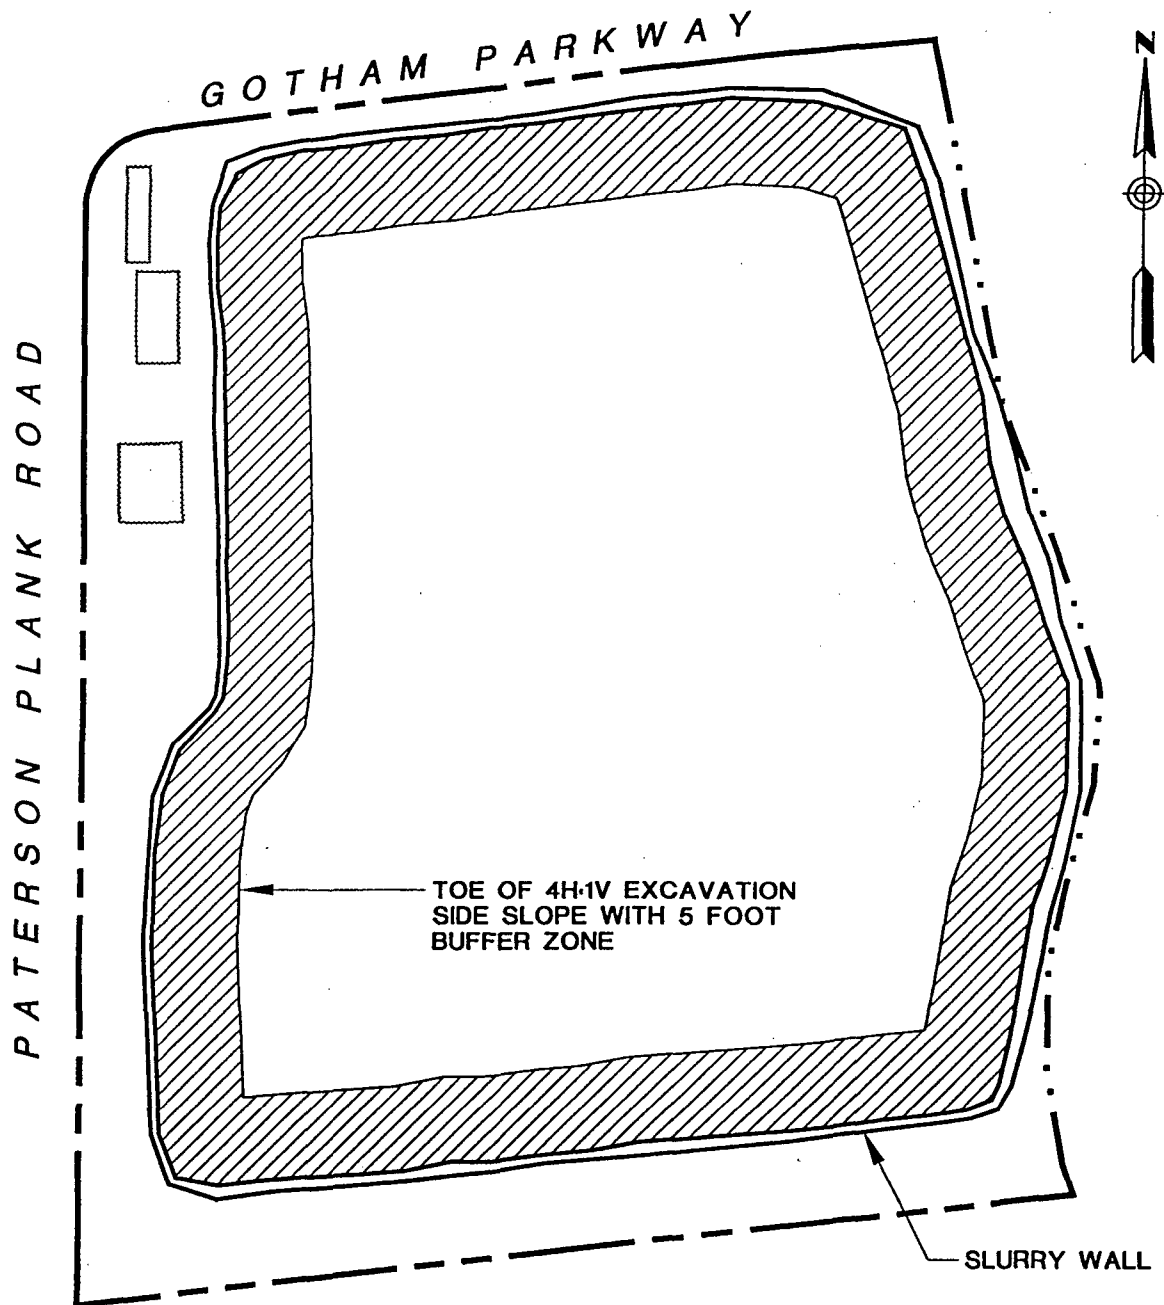 GOTHAM PARKWAY
N
PATERSON PLANK ROAD
TOE OF 4H:1V EXCAVATION
SIDE SLOPE WITH 5 FOOT
BUFFER ZONE
SLURRY WALL